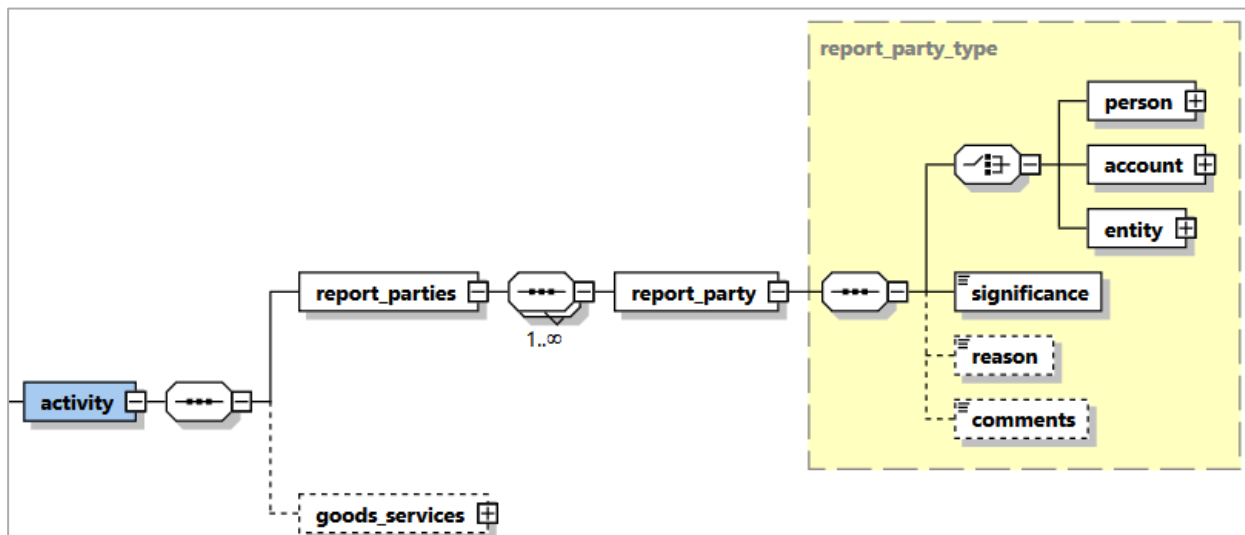 report_party_type
person
account
entity
report_parties
report_party
significance
1..∞
reason
activity
comments
goods_services